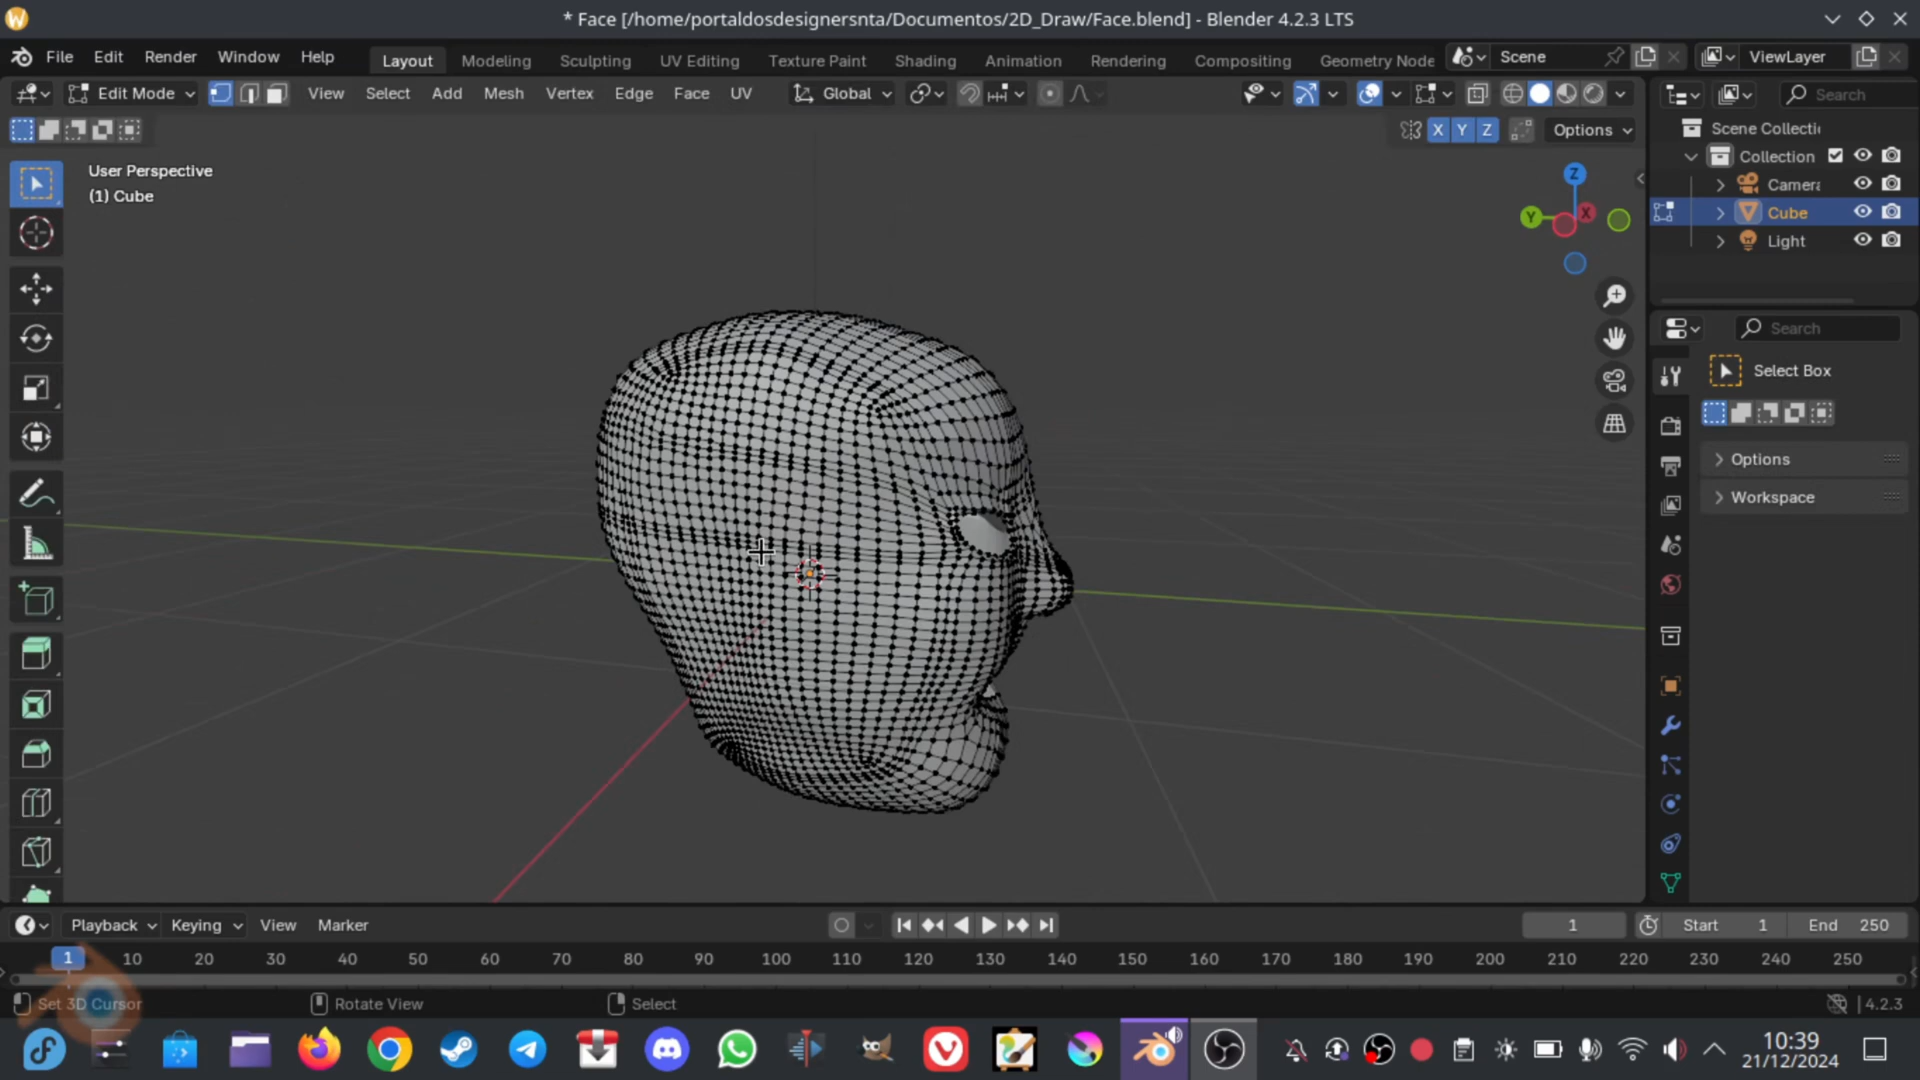 * Face [/home/portaldosdesignersnta/Documentos/2D_Draw/Face.blend] - Blender 4.2.3 LTS
File Edit Render Window Help Layout Modeling Sculpting UV Editing Texture Paint Shading Animation Rendering Compositing Geometry Node Scene ViewLayer
Edit Mode View Select Add Mesh Vertex Edge Face UV Global Search
X Y Z Options
User Perspective
(1) Cube
Z
Y X
Scene Collecti
Collection
Camera
Cube
Light
Search
Select Box
Options
Workspace
Playback Keying View Marker 1 Start 1 End 250
1 10 20 30 40 50 60 70 80 90 100 110 120 130 140 150 160 170 180 190 200 210 220 230 240 250
Set 3D Cursor Rotate View Select 4.2.3
10:39
21/12/2024